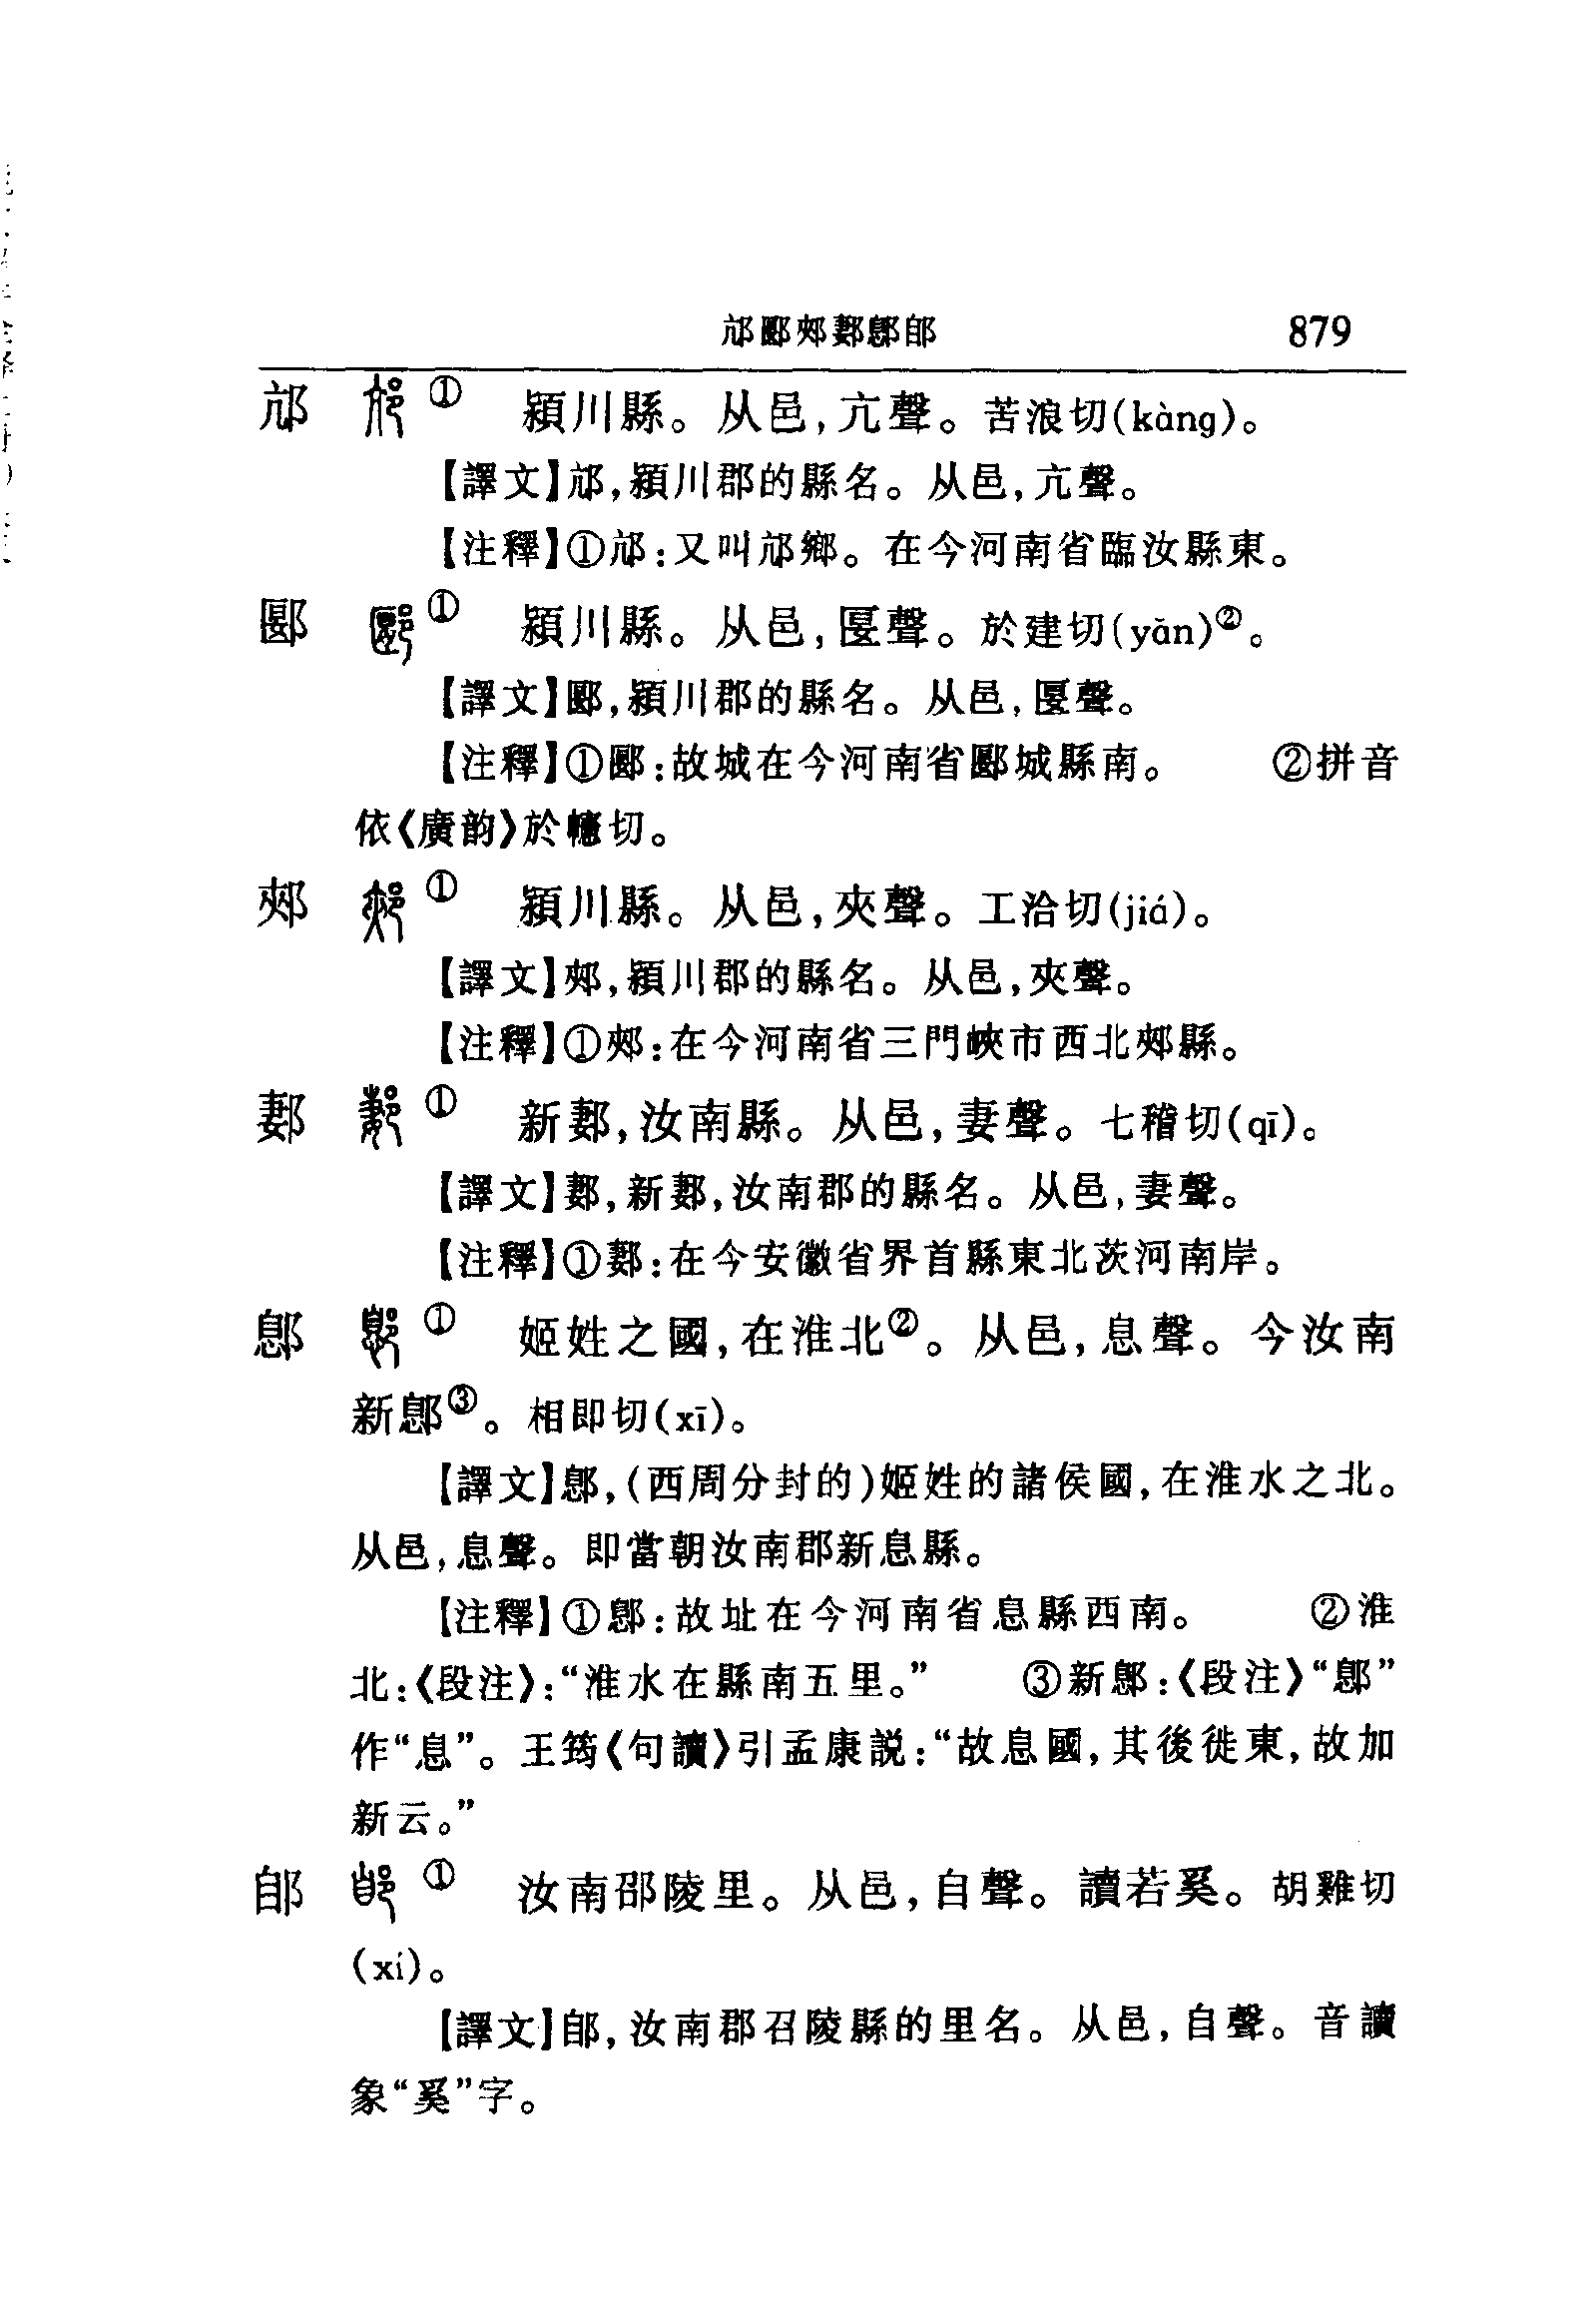 邟郾郟郪鄎郋 879
邟 ① 潁川縣。从邑,亢聲。苦浪切(kàng)。
【譯文】邟,潁川郡的縣名。从邑,亢聲。
【注釋】①邟:又叫邟鄉。在今河南省臨汝縣東。
郾 ① 潁川縣。从邑,匽聲。於建切(yǎn)②。
【譯文】郾,潁川郡的縣名。从邑,匽聲。
【注釋】①郾:故城在今河南省郾城縣南。 ②拼音
依《廣韵》於幰切。
郟 ① 潁川縣。从邑,夾聲。工洽切(jiá)。
【譯文】郟,潁川郡的縣名。从邑,夾聲。
【注釋】①郟:在今河南省三門峽市西北郟縣。
郪 ① 新郪,汝南縣。从邑,妻聲。七稽切(qī)。
【譯文】郪,新郪,汝南郡的縣名。从邑,妻聲。
【注釋】①郪:在今安徽省界首縣東北茨河南岸。
鄎 ① 姬姓之國,在淮北②。从邑,息聲。今汝南
新鄎③。相即切(xī)。
【譯文】鄎,(西周分封的)姬姓的諸侯國,在淮水之北。
从邑,息聲。即當朝汝南郡新息縣。
【注釋】①鄎:故址在今河南省息縣西南。 ②淮
北:《段注》:“淮水在縣南五里。” ③新鄎:《段注》“鄎”
作“息”。王筠《句讀》引孟康説:“故息國,其後徙東,故加
新云。”
郋 ① 汝南邵陵里。从邑,自聲。讀若奚。胡雞切
(xí)。
【譯文】郋,汝南郡召陵縣的里名。从邑,自聲。音讀
象“奚”字。